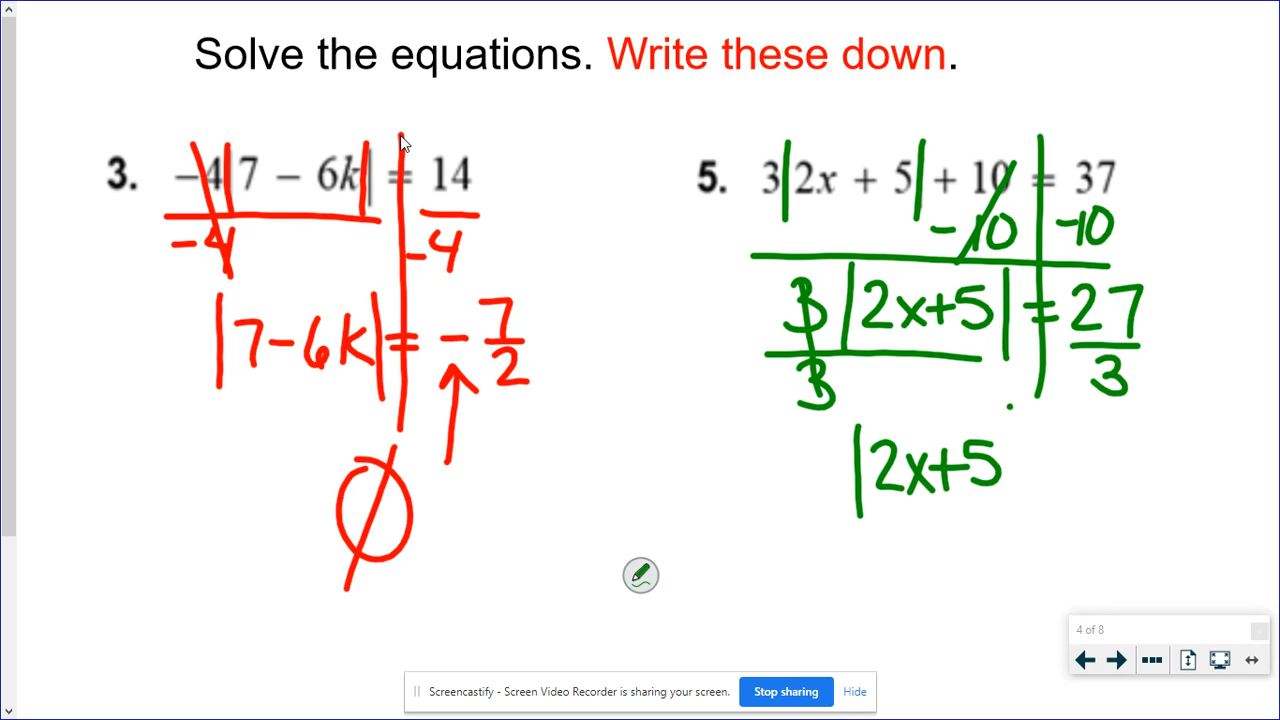 Solve the equations. Write these down.
3. −4|7 − 6k| = 14
−4 −4
|7−6k| = −7/2
∅
5. 3|2x + 5| + 10 = 37
−10 −10
3|2x+5| = 27
3 3
|2x+5
4 of 8
Screencastify - Screen Video Recorder is sharing your screen. Stop sharing Hide